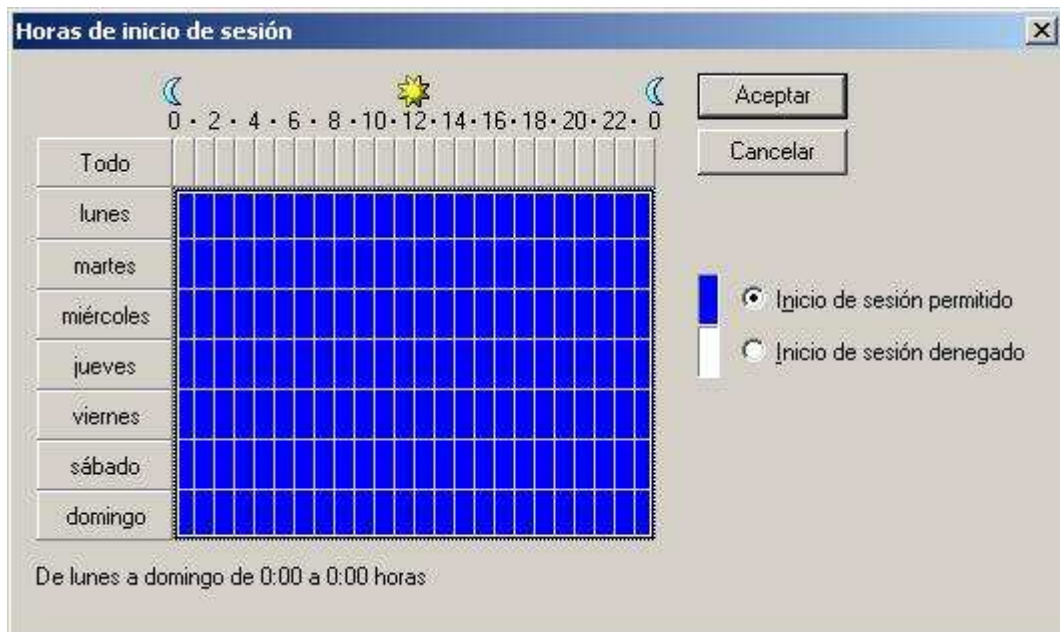 Horas de inicio de sesión
0 · 2 · 4 · 6 · 8 · 10 · 12 · 14 · 16 · 18 · 20 · 22 · 0
Todo
lunes
martes
miércoles
jueves
viernes
sábado
domingo
De lunes a domingo de 0:00 a 0:00 horas
Aceptar
Cancelar
Inicio de sesión permitido
Inicio de sesión denegado